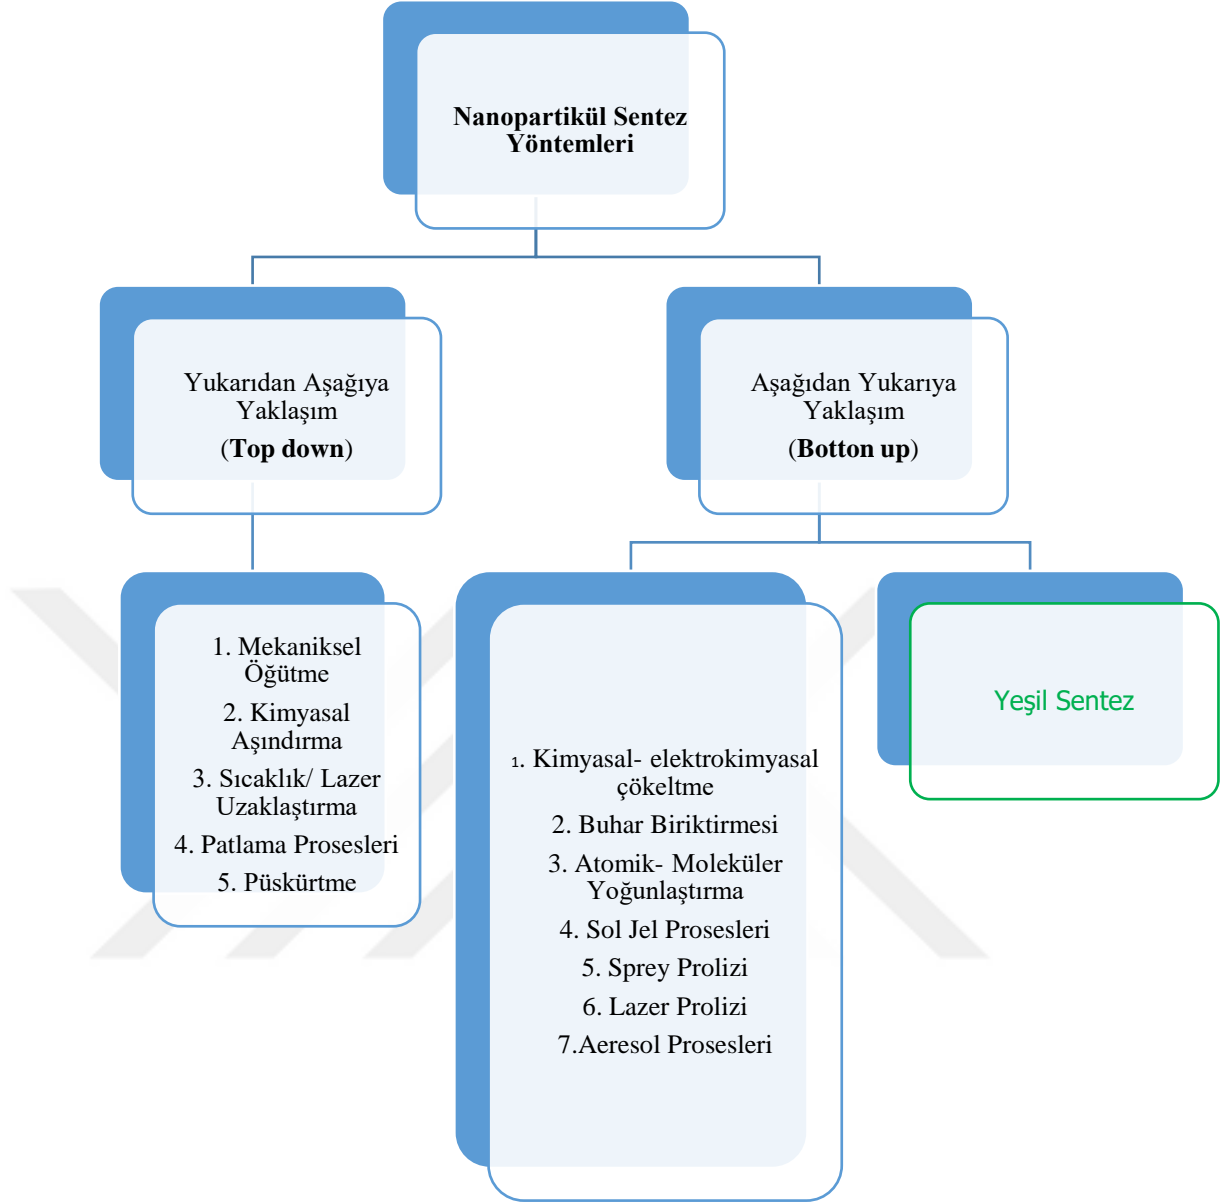 Nanopartikül Sentez
Yöntemleri
Yukarıdan Aşağıya
Yaklaşım
(Top down)
Aşağıdan Yukarıya
Yaklaşım
(Botton up)
1. Mekaniksel
Öğütme
2. Kimyasal
Aşındırma
3. Sıcaklık/ Lazer
Uzaklaştırma
4. Patlama Prosesleri
5. Püskürtme
1. Kimyasal- elektrokimyasal
çökeltme
2. Buhar Biriktirmesi
3. Atomik- Moleküler
Yoğunlaştırma
4. Sol Jel Prosesleri
5. Sprey Prolizi
6. Lazer Prolizi
7.Aeresol Prosesleri
Yeşil Sentez